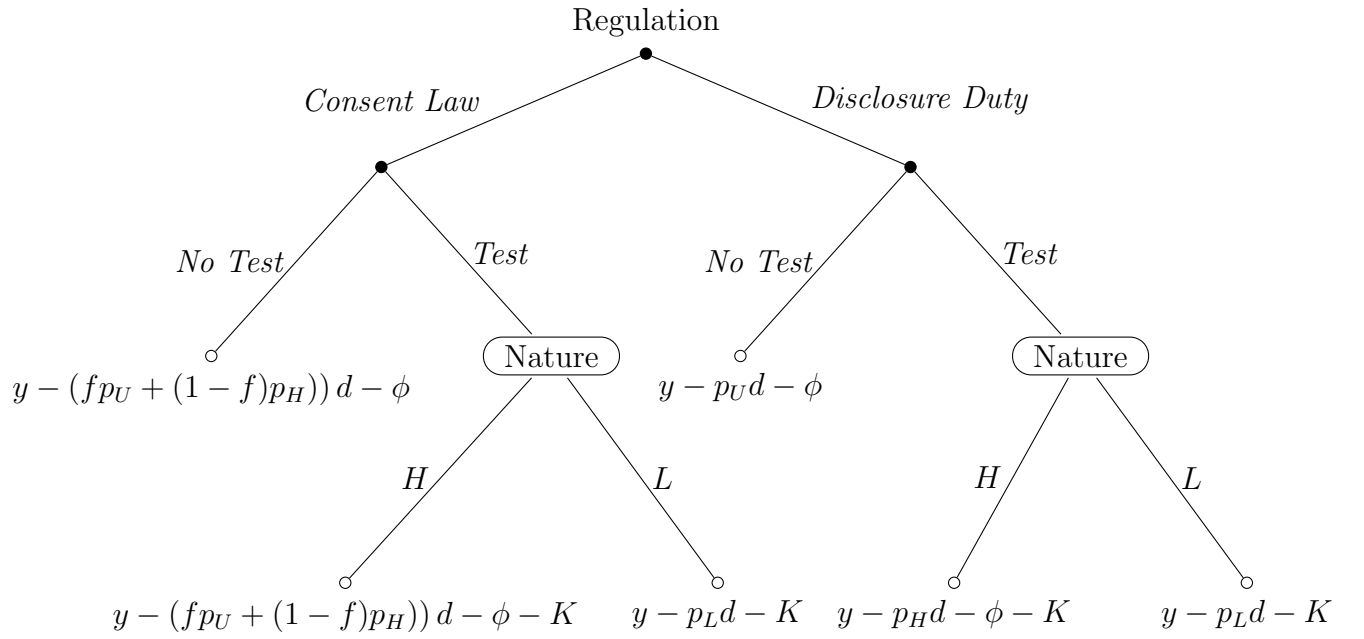 Regulation
Consent Law
Disclosure Duty
No Test
Test
No Test
Test
Nature
Nature
y − (fp_U + (1 − f)p_H)) d − ϕ
y − p_U d − ϕ
H
L
H
L
y − (fp_U + (1 − f)p_H)) d − ϕ − K
y − p_L d − K
y − p_H d − ϕ − K
y − p_L d − K